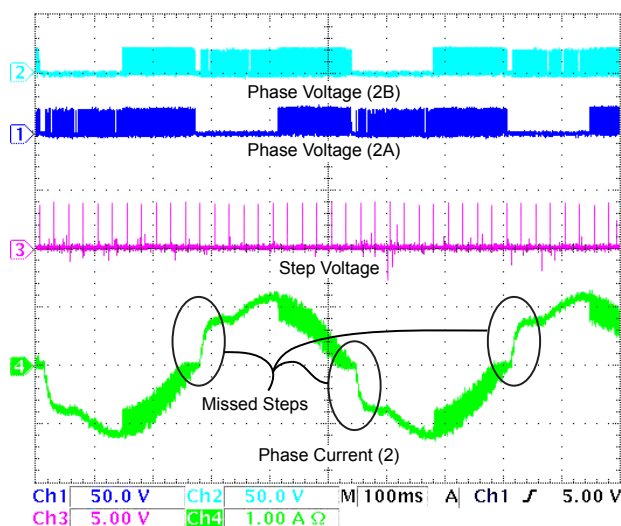 2
Phase Voltage (2B)
1
Phase Voltage (2A)
3
Step Voltage
4
Missed Steps
Phase Current (2)
Ch1 50.0 V Ch2 50.0 V M 100ms A Ch1 5.00 V
Ch3 5.00 V Ch4 1.00 A Ω